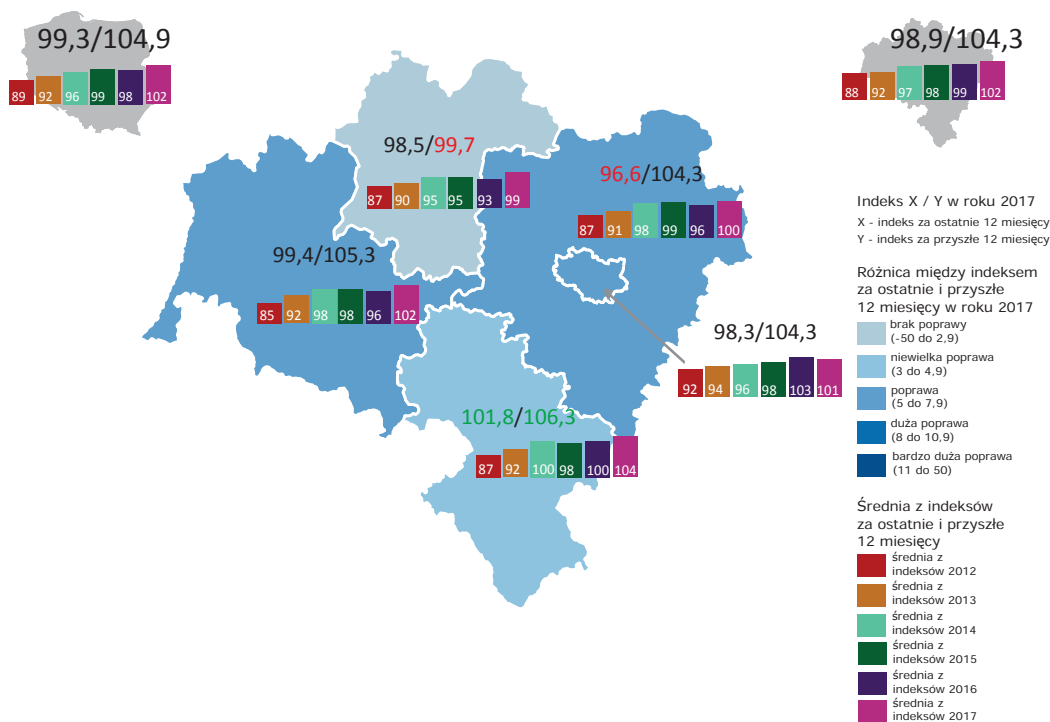 99,3/104,9
89 92 96 99 98 102
98,9/104,3
88 92 97 98 99 102
98,5/99,7
87 90 95 95 93 99
96,6/104,3
87 91 98 99 96 100
99,4/105,3
85 92 98 98 96 102
98,3/104,3
92 94 96 98 103 101
101,8/106,3
87 92 100 98 100 104
Indeks X / Y w roku 2017
X - indeks za ostatnie 12 miesięcy
Y - indeks za przyszłe 12 miesięcy
Różnica między indeksem
za ostatnie i przyszłe
12 miesięcy w roku 2017
brak poprawy
(-50 do 2,9)
niewielka poprawa
(3 do 4,9)
poprawa
(5 do 7,9)
duża poprawa
(8 do 10,9)
bardzo duża poprawa
(11 do 50)
Średnia z indeksów
za ostatnie i przyszłe
12 miesięcy
średnia z
indeksów 2012
średnia z
indeksów 2013
średnia z
indeksów 2014
średnia z
indeksów 2015
średnia z
indeksów 2016
średnia z
indeksów 2017